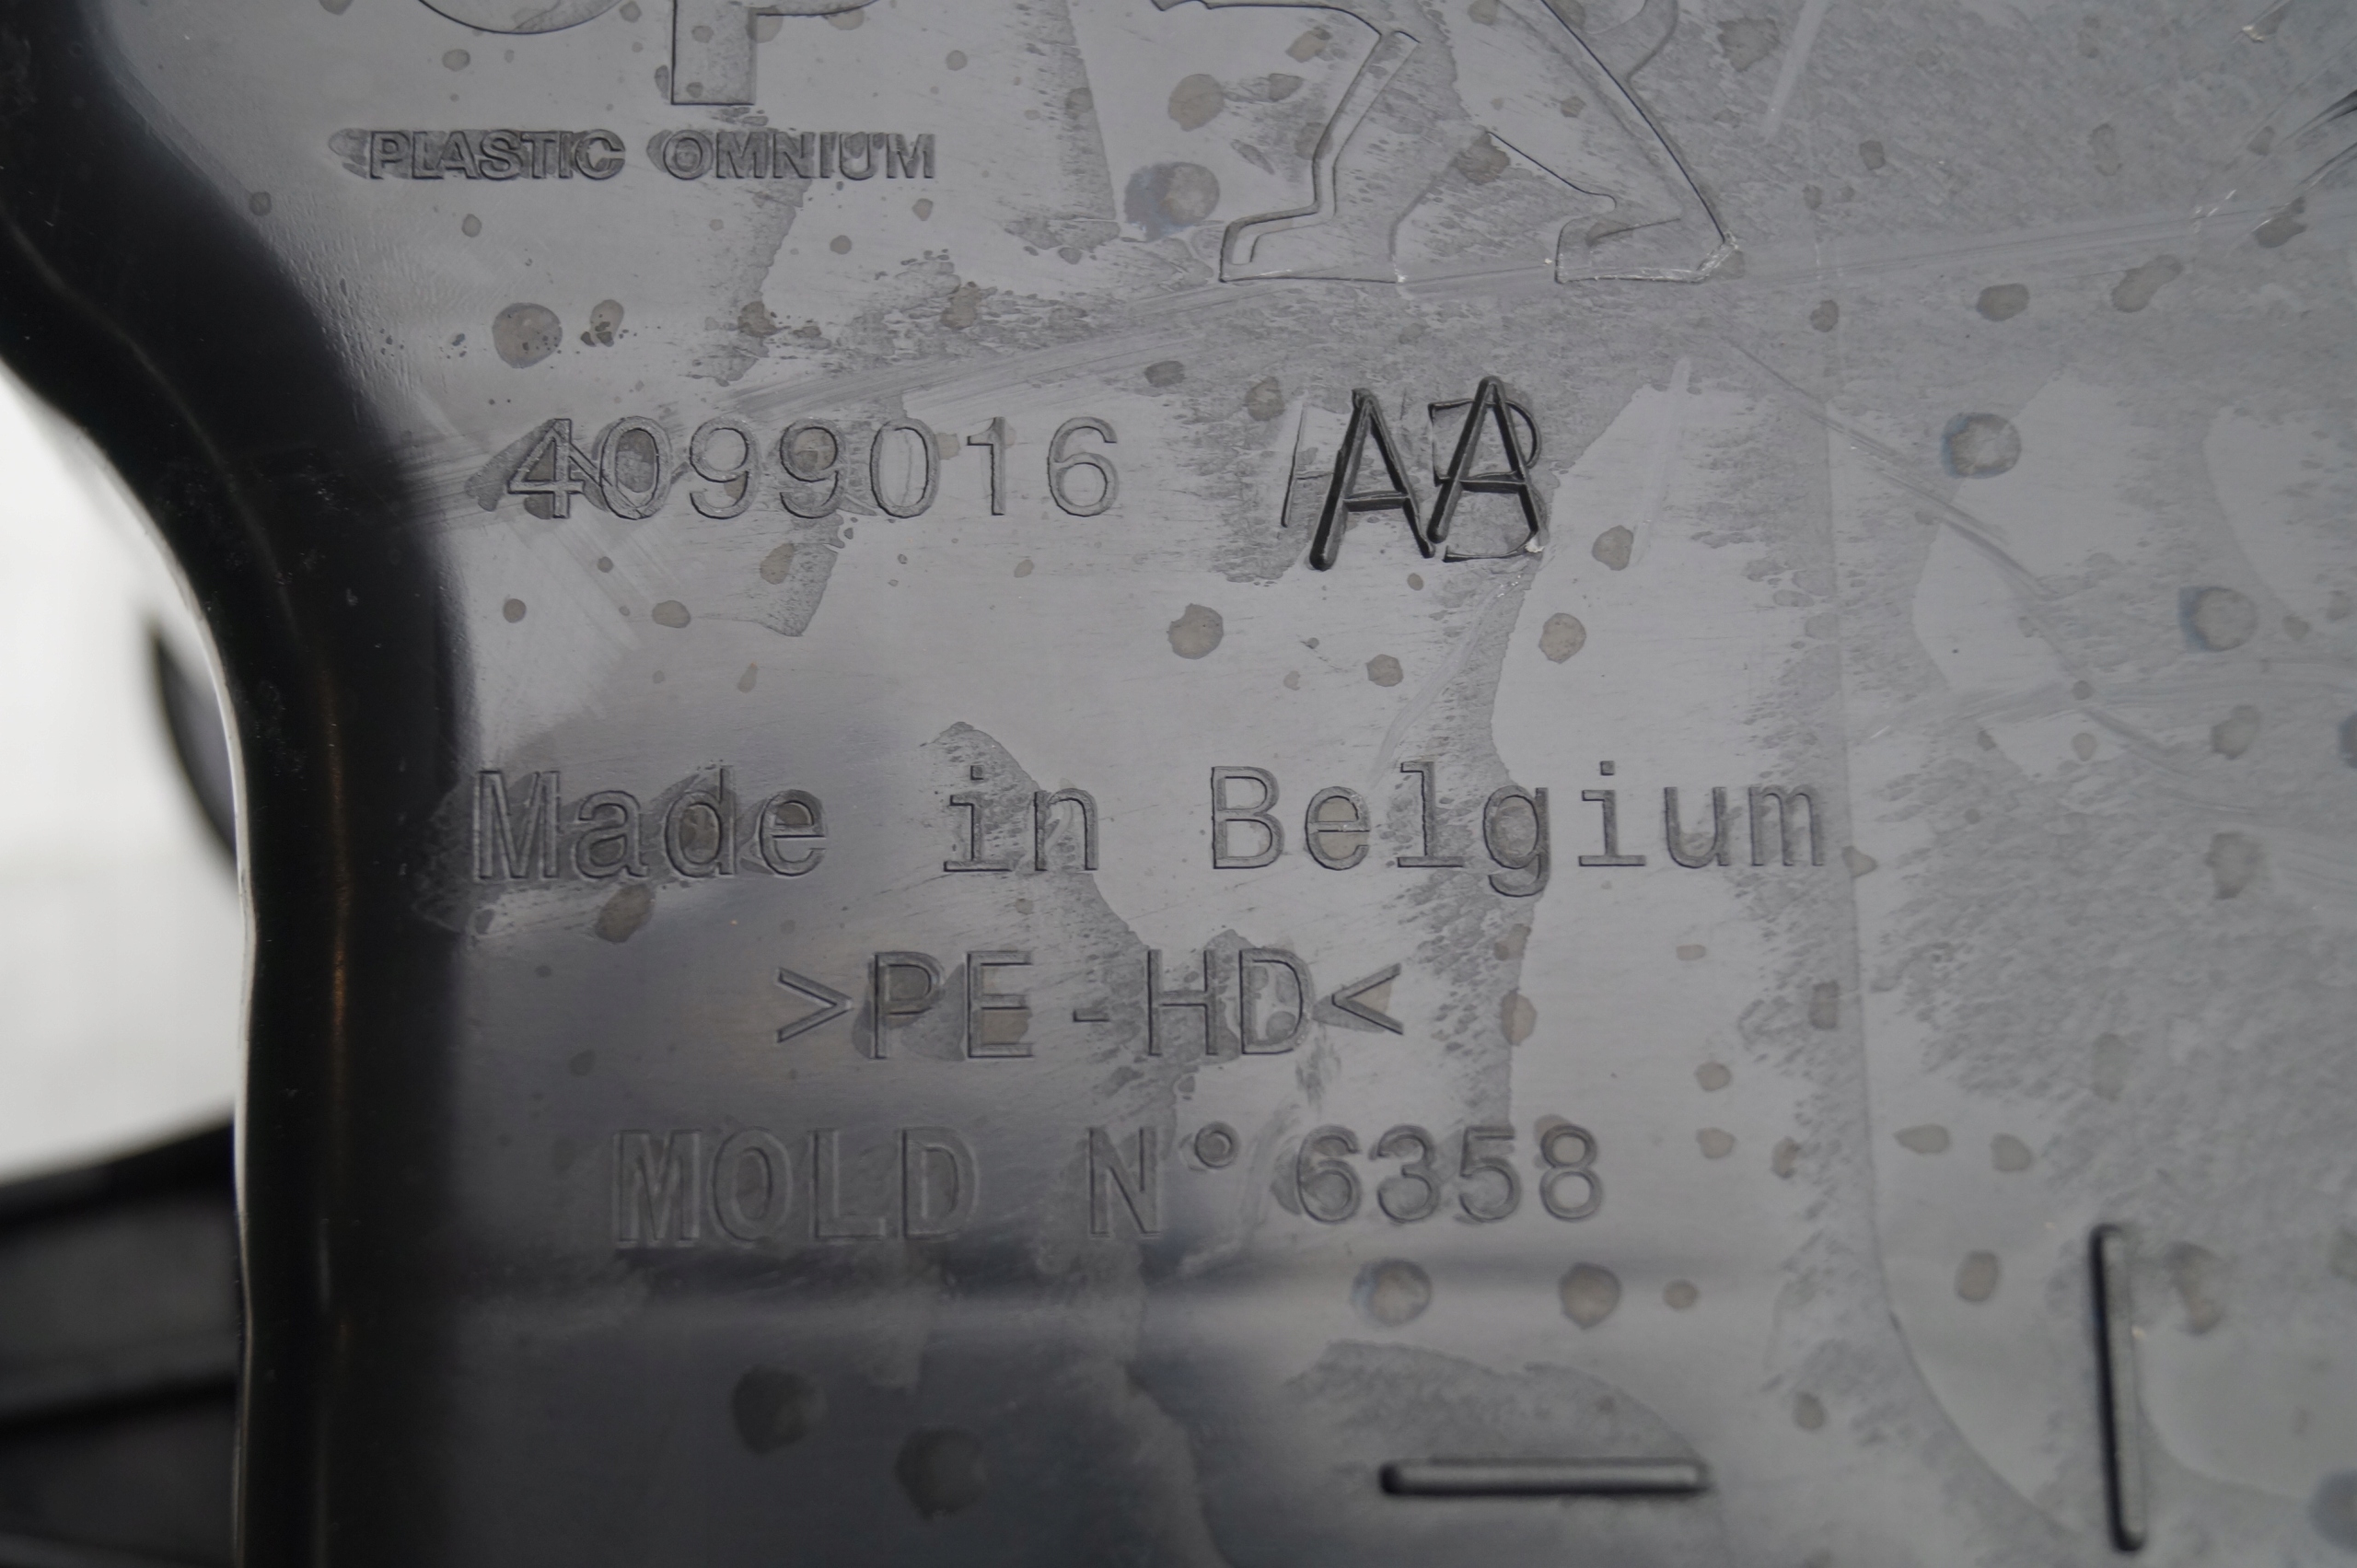 PLASTIC OMNIUM
4099016 AA
Made in Belgium
>PE-HD<
MOLD N°6358